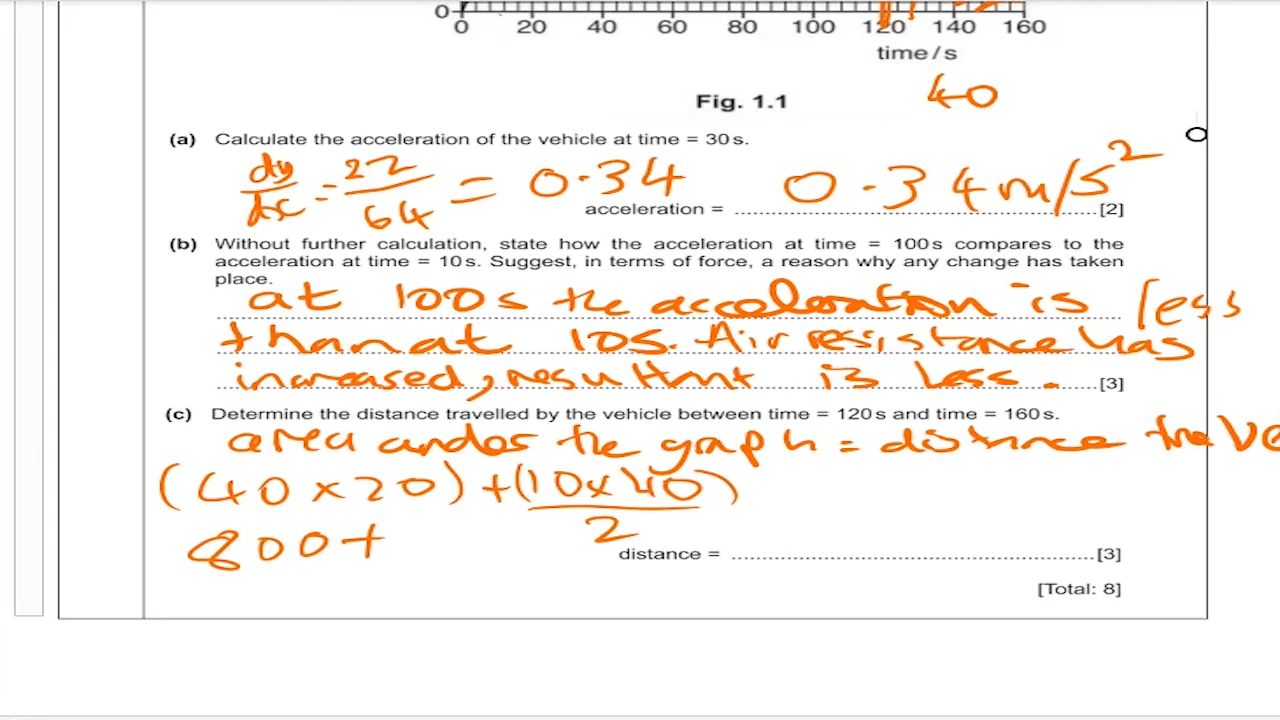 0
0 20 40 60 80 100 120 140 160
time / s
40
Fig. 1.1
(a) Calculate the acceleration of the vehicle at time = 30 s.
dy/dx = 22/64 = 0.34 0.34 m/s²
acceleration = ........................................................[2]
(b) Without further calculation, state how the acceleration at time = 100 s compares to the
acceleration at time = 10 s. Suggest, in terms of force, a reason why any change has taken
place.
at 100s the acceleration is less
than at 10s. Air resistance has
increased, resultant is less. [3]
(c) Determine the distance travelled by the vehicle between time = 120 s and time = 160 s.
area under the graph = distance trave
(40 × 20) + (10 × 40)
2
800 +
distance = ........................................................[3]
[Total: 8]